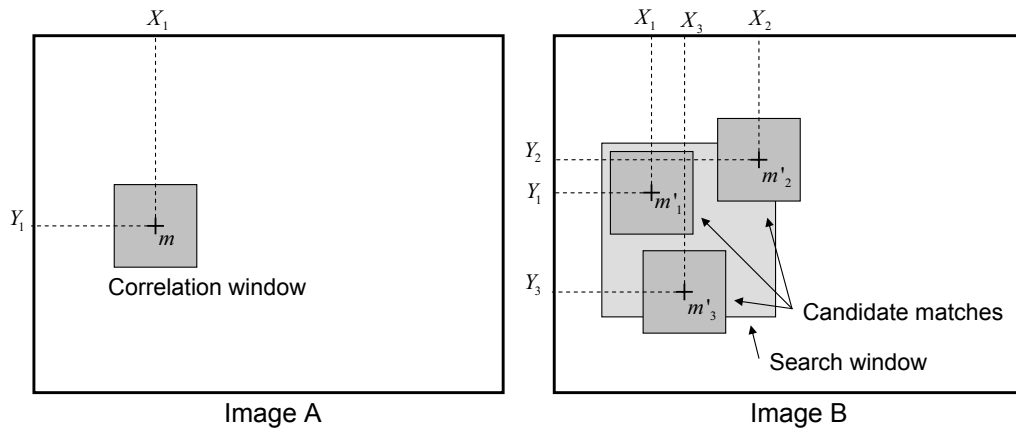 X₁
Y₁
m
Correlation window
Image A
X₁
X₃
X₂
Y₂
Y₁
Y₃
m'₂
m'₁
m'₃
Candidate matches
Search window
Image B